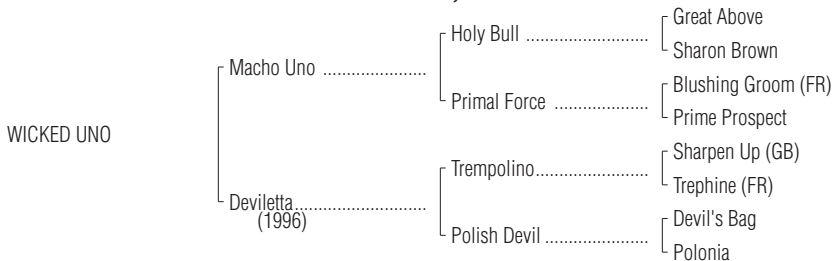 Great Above
Holy Bull ........................
Sharon Brown
Macho Uno ....................
Blushing Groom (FR)
Primal Force ..................
Prime Prospect
WICKED UNO
Sharpen Up (GB)
Trempolino......................
Trephine (FR)
Deviletta..........................
(1996)
Devil's Bag
Polish Devil ....................
Polonia